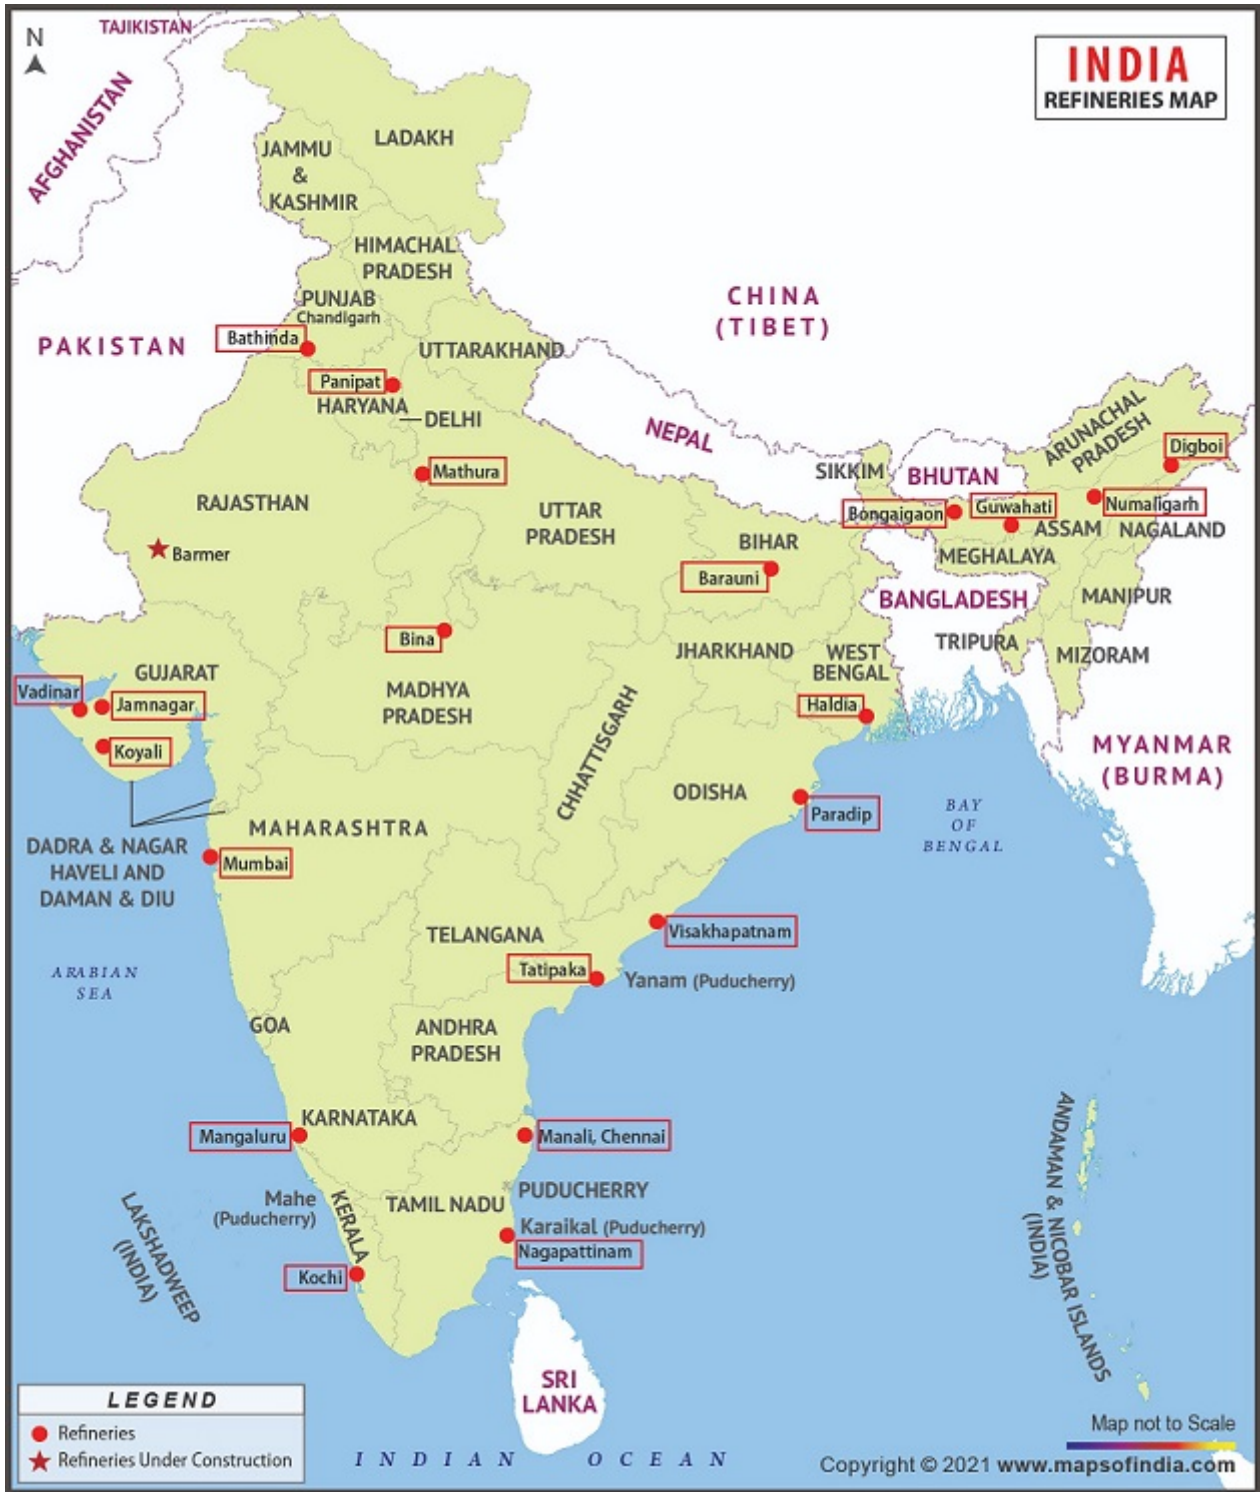 TAJIKISTAN
N
INDIA
REFINERIES MAP
AFGHANISTAN
LADAKH
JAMMU
&
KASHMIR
HIMACHAL
PRADESH
PUNJAB
Chandigarh
CHINA
(TIBET)
PAKISTAN
Bathinda
UTTARAKHAND
Panipat
HARYANA
DELHI
NEPAL
ARUNACHAL
PRADESH
Digboi
SIKKIM
BHUTAN
Mathura
RAJASTHAN
UTTAR
PRADESH
Bongaigaon
Guwahati
Numaligarh
ASSAM
NAGALAND
BIHAR
MEGHALAYA
Barmer
Barauni
BANGLADESH
MANIPUR
Bina
JHARKHAND
WEST
BENGAL
TRIPURA
MIZORAM
GUJARAT
Vadinar
Jamnagar
MADHYA
PRADESH
Haldia
Koyali
CHHATTISGARH
MYANMAR
(BURMA)
ODISHA
Paradip
BAY
OF
BENGAL
DADRA & NAGAR
HAVELI AND
DAMAN & DIU
MAHARASHTRA
Mumbai
TELANGANA
Visakhapatnam
ARABIAN
SEA
Tatipaka
Yanam (Puducherry)
GOA
ANDHRA
PRADESH
KARNATAKA
Mangaluru
Manali, Chennai
Mahe
(Puducherry)
KERALA
TAMIL NADU
PUDUCHERRY
Karaikal (Puducherry)
Nagapattinam
LAKSHADWEEP
(INDIA)
Kochi
ANDAMAN & NICOBAR ISLANDS
(INDIA)
SRI
LANKA
LEGEND
Refineries
Refineries Under Construction
INDIAN OCEAN
Map not to Scale
Copyright © 2021 www.mapsofindia.com